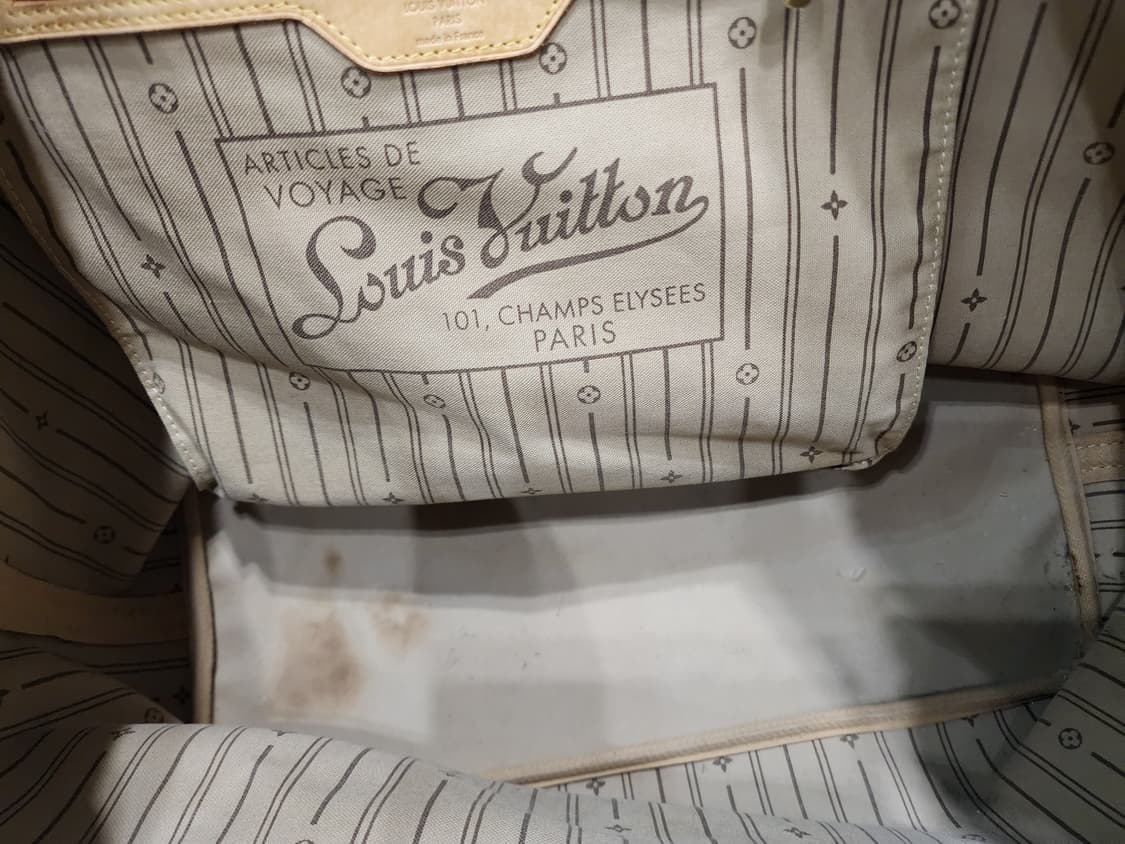 LOUIS VUITTON
PARIS
made in France
ARTICLES DE
VOYAGE
Louis Vuitton
101, CHAMPS ELYSEES
PARIS